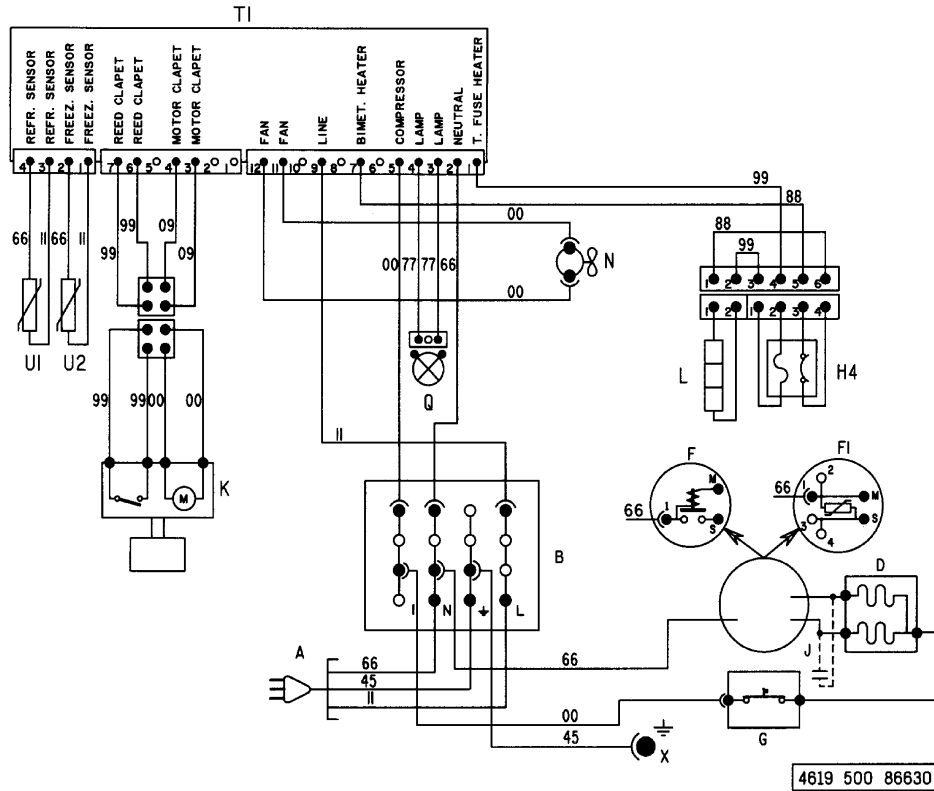 T1
REFR. SENSOR
REFR. SENSOR
FREEZ. SENSOR
FREEZ. SENSOR
REED CLAPET
REED CLAPET
MOTOR CLAPET
MOTOR CLAPET
FAN
FAN
LINE
BIMET. HEATER
COMPRESSOR
LAMP
LAMP
NEUTRAL
T. FUSE HEATER
4 3 2 1 7 6 5 4 3 2 1 12 11 10 9 8 7 6 5 4 3 2 1
99
88
66 11 66 11
99 99 09 09
00
00 77 77 66
00
N
88
99
1 2 3 4 5 6
1 2 1 2 3 4
U1 U2
L
H4
Q
99 99 00 00
11
M
K
F
F1
66
1
M
S
66
1
2
M
3
S
4
B
D
1 N L
J
A
66
45
11
66
00
45
X
G
4619 500 86630